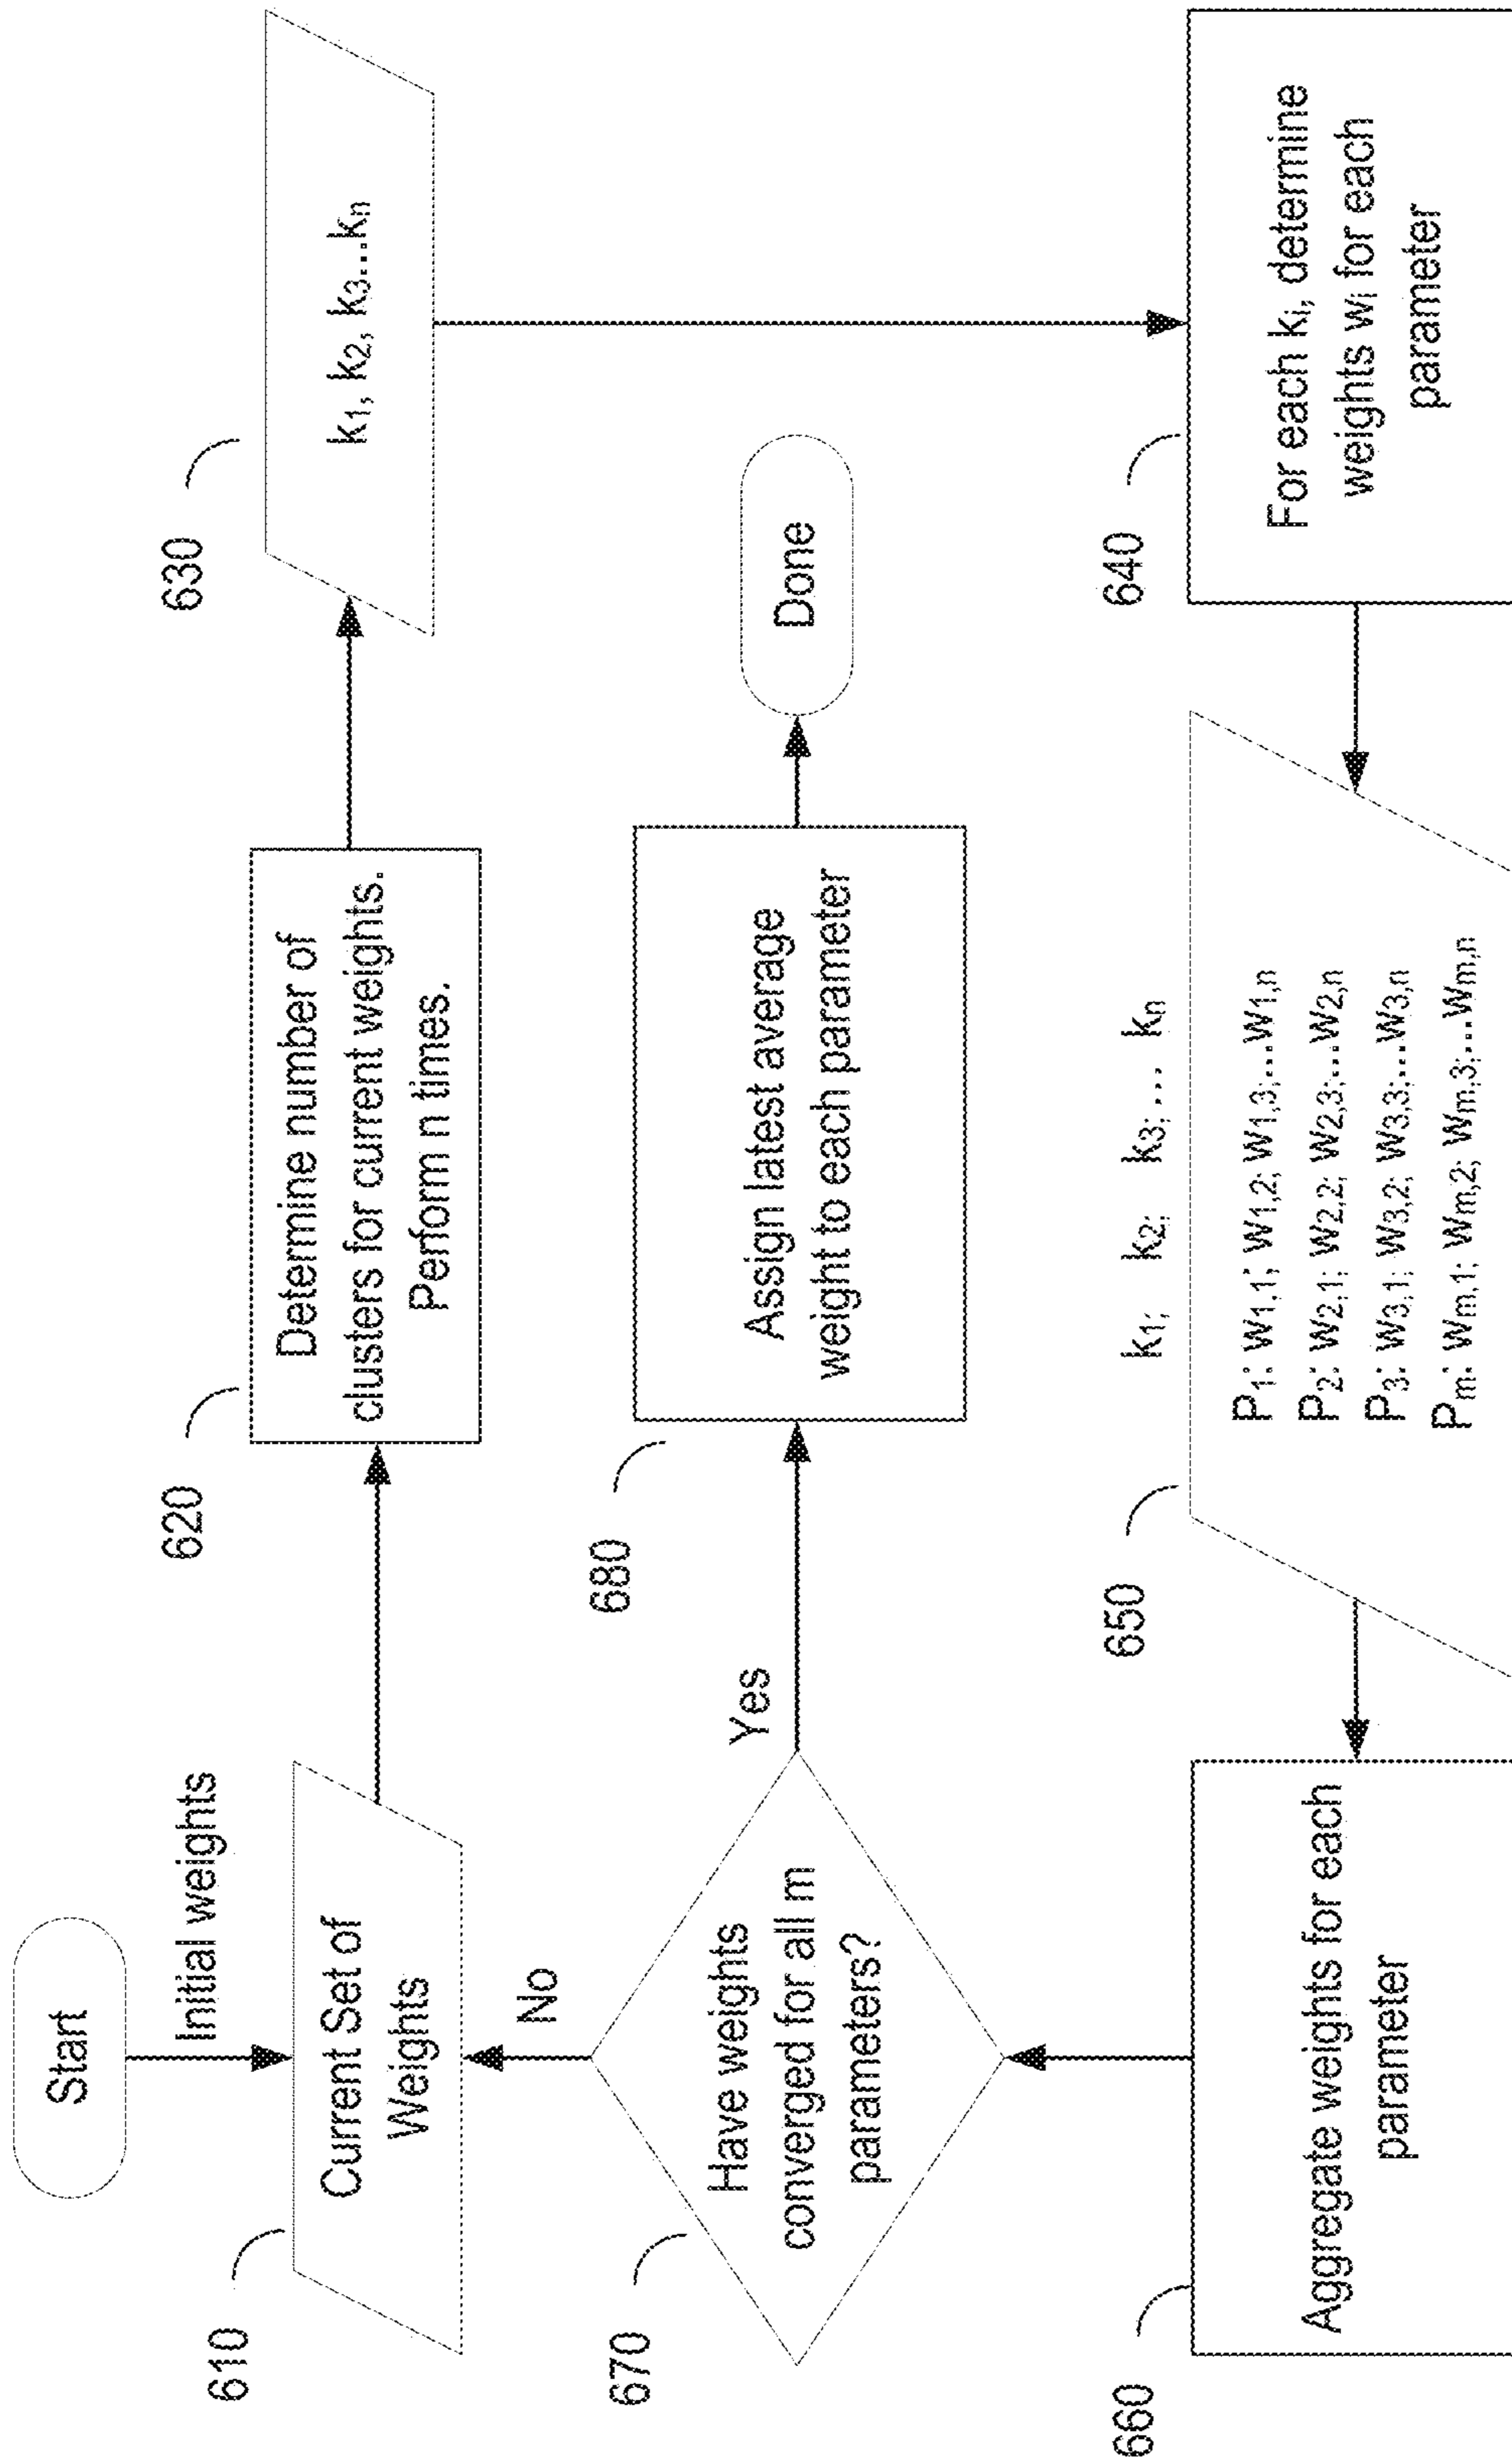 Start
Initial weights
610
Current Set of
Weights
620
Determine number of
clusters for current weights.
Perform n times.
630
k₁, k₂, k₃...kₙ
670
Have weights
converged for all m
parameters?
No
Yes
680
Assign latest average
weight to each parameter
Done
660
Aggregate weights for each
parameter
650
k₁; k₂; k₃;... kₙ
P₁: w₁,₁; w₁,₂; w₁,₃;...w₁,ₙ
P₂: w₂,₁; w₂,₂; w₂,₃;...w₂,ₙ
P₃: w₃,₁; w₃,₂; w₃,₃;...w₃,ₙ
Pₘ: wₘ,₁; wₘ,₂; wₘ,₃;...wₘ,ₙ
640
For each kᵢ, determine
weights wᵢ for each
parameter